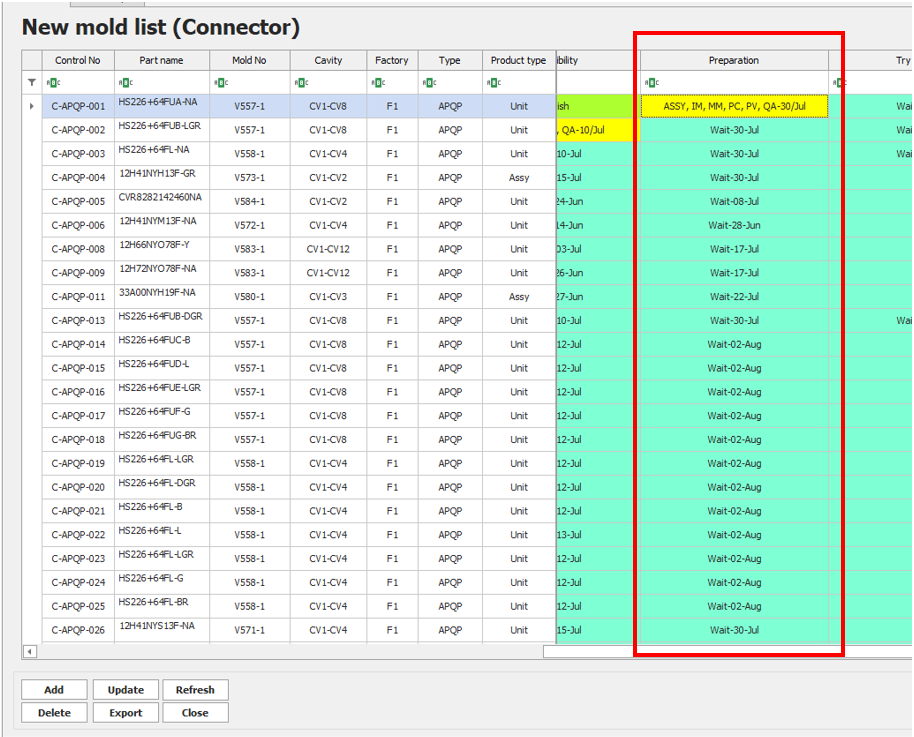 New mold list (Connector)
Control No Part name Mold No Cavity Factory Type Product type ibility Preparation Try
C-APQP-001 HS226+64FUA-NA V557-1 CV1-CV8 F1 APQP Unit ish ASSY, IM, MM, PC, PV, QA-30/Jul Wai
C-APQP-002 HS226+64FUB-LGR V557-1 CV1-CV8 F1 APQP Unit , QA-10/Jul Wait-30-Jul Wai
C-APQP-003 HS226+64FL-NA V558-1 CV1-CV4 F1 APQP Unit 10-Jul Wait-30-Jul Wai
C-APQP-004 12H41NYH13F-GR V573-1 CV1-CV2 F1 APQP Assy 15-Jul Wait-30-Jul
C-APQP-005 CVR8282142460NA V584-1 CV1-CV2 F1 APQP Unit 24-Jun Wait-08-Jul
C-APQP-006 12H41NYM13F-NA V572-1 CV1-CV4 F1 APQP Unit 14-Jun Wait-28-Jun
C-APQP-008 12H66NYO78F-Y V583-1 CV1-CV12 F1 APQP Unit 03-Jul Wait-17-Jul
C-APQP-009 12H72NYO78F-NA V583-1 CV1-CV12 F1 APQP Unit 26-Jun Wait-17-Jul
C-APQP-011 33A00NYH19F-NA V580-1 CV1-CV3 F1 APQP Assy 27-Jun Wait-22-Jul
C-APQP-013 HS226+64FUB-DGR V557-1 CV1-CV8 F1 APQP Unit 10-Jul Wait-30-Jul Wai
C-APQP-014 HS226+64FUC-B V557-1 CV1-CV8 F1 APQP Unit 12-Jul Wait-02-Aug
C-APQP-015 HS226+64FUD-L V557-1 CV1-CV8 F1 APQP Unit 12-Jul Wait-02-Aug
C-APQP-016 HS226+64FUE-LGR V557-1 CV1-CV8 F1 APQP Unit 12-Jul Wait-02-Aug
C-APQP-017 HS226+64FUF-G V557-1 CV1-CV8 F1 APQP Unit 12-Jul Wait-02-Aug
C-APQP-018 HS226+64FUG-BR V557-1 CV1-CV8 F1 APQP Unit 12-Jul Wait-02-Aug
C-APQP-019 HS226+64FL-LGR V558-1 CV1-CV4 F1 APQP Unit 12-Jul Wait-02-Aug
C-APQP-020 HS226+64FL-DGR V558-1 CV1-CV4 F1 APQP Unit 12-Jul Wait-02-Aug
C-APQP-021 HS226+64FL-B V558-1 CV1-CV4 F1 APQP Unit 12-Jul Wait-02-Aug
C-APQP-022 HS226+64FL-L V558-1 CV1-CV4 F1 APQP Unit 13-Jul Wait-02-Aug
C-APQP-023 HS226+64FL-LGR V558-1 CV1-CV4 F1 APQP Unit 12-Jul Wait-02-Aug
C-APQP-024 HS226+64FL-G V558-1 CV1-CV4 F1 APQP Unit 12-Jul Wait-02-Aug
C-APQP-025 HS226+64FL-BR V558-1 CV1-CV4 F1 APQP Unit 12-Jul Wait-02-Aug
C-APQP-026 12H41NYS13F-NA V571-1 CV1-CV4 F1 APQP Unit 15-Jul Wait-30-Jul
Add Update Refresh
Delete Export Close